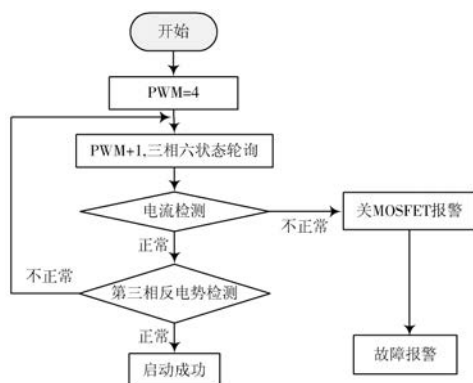 开始
PWM=4
PWM+1,三相六状态轮询
电流检测
不正常
关MOSFET报警
正常
不正常
第三相反电势检测
正常
故障报警
启动成功